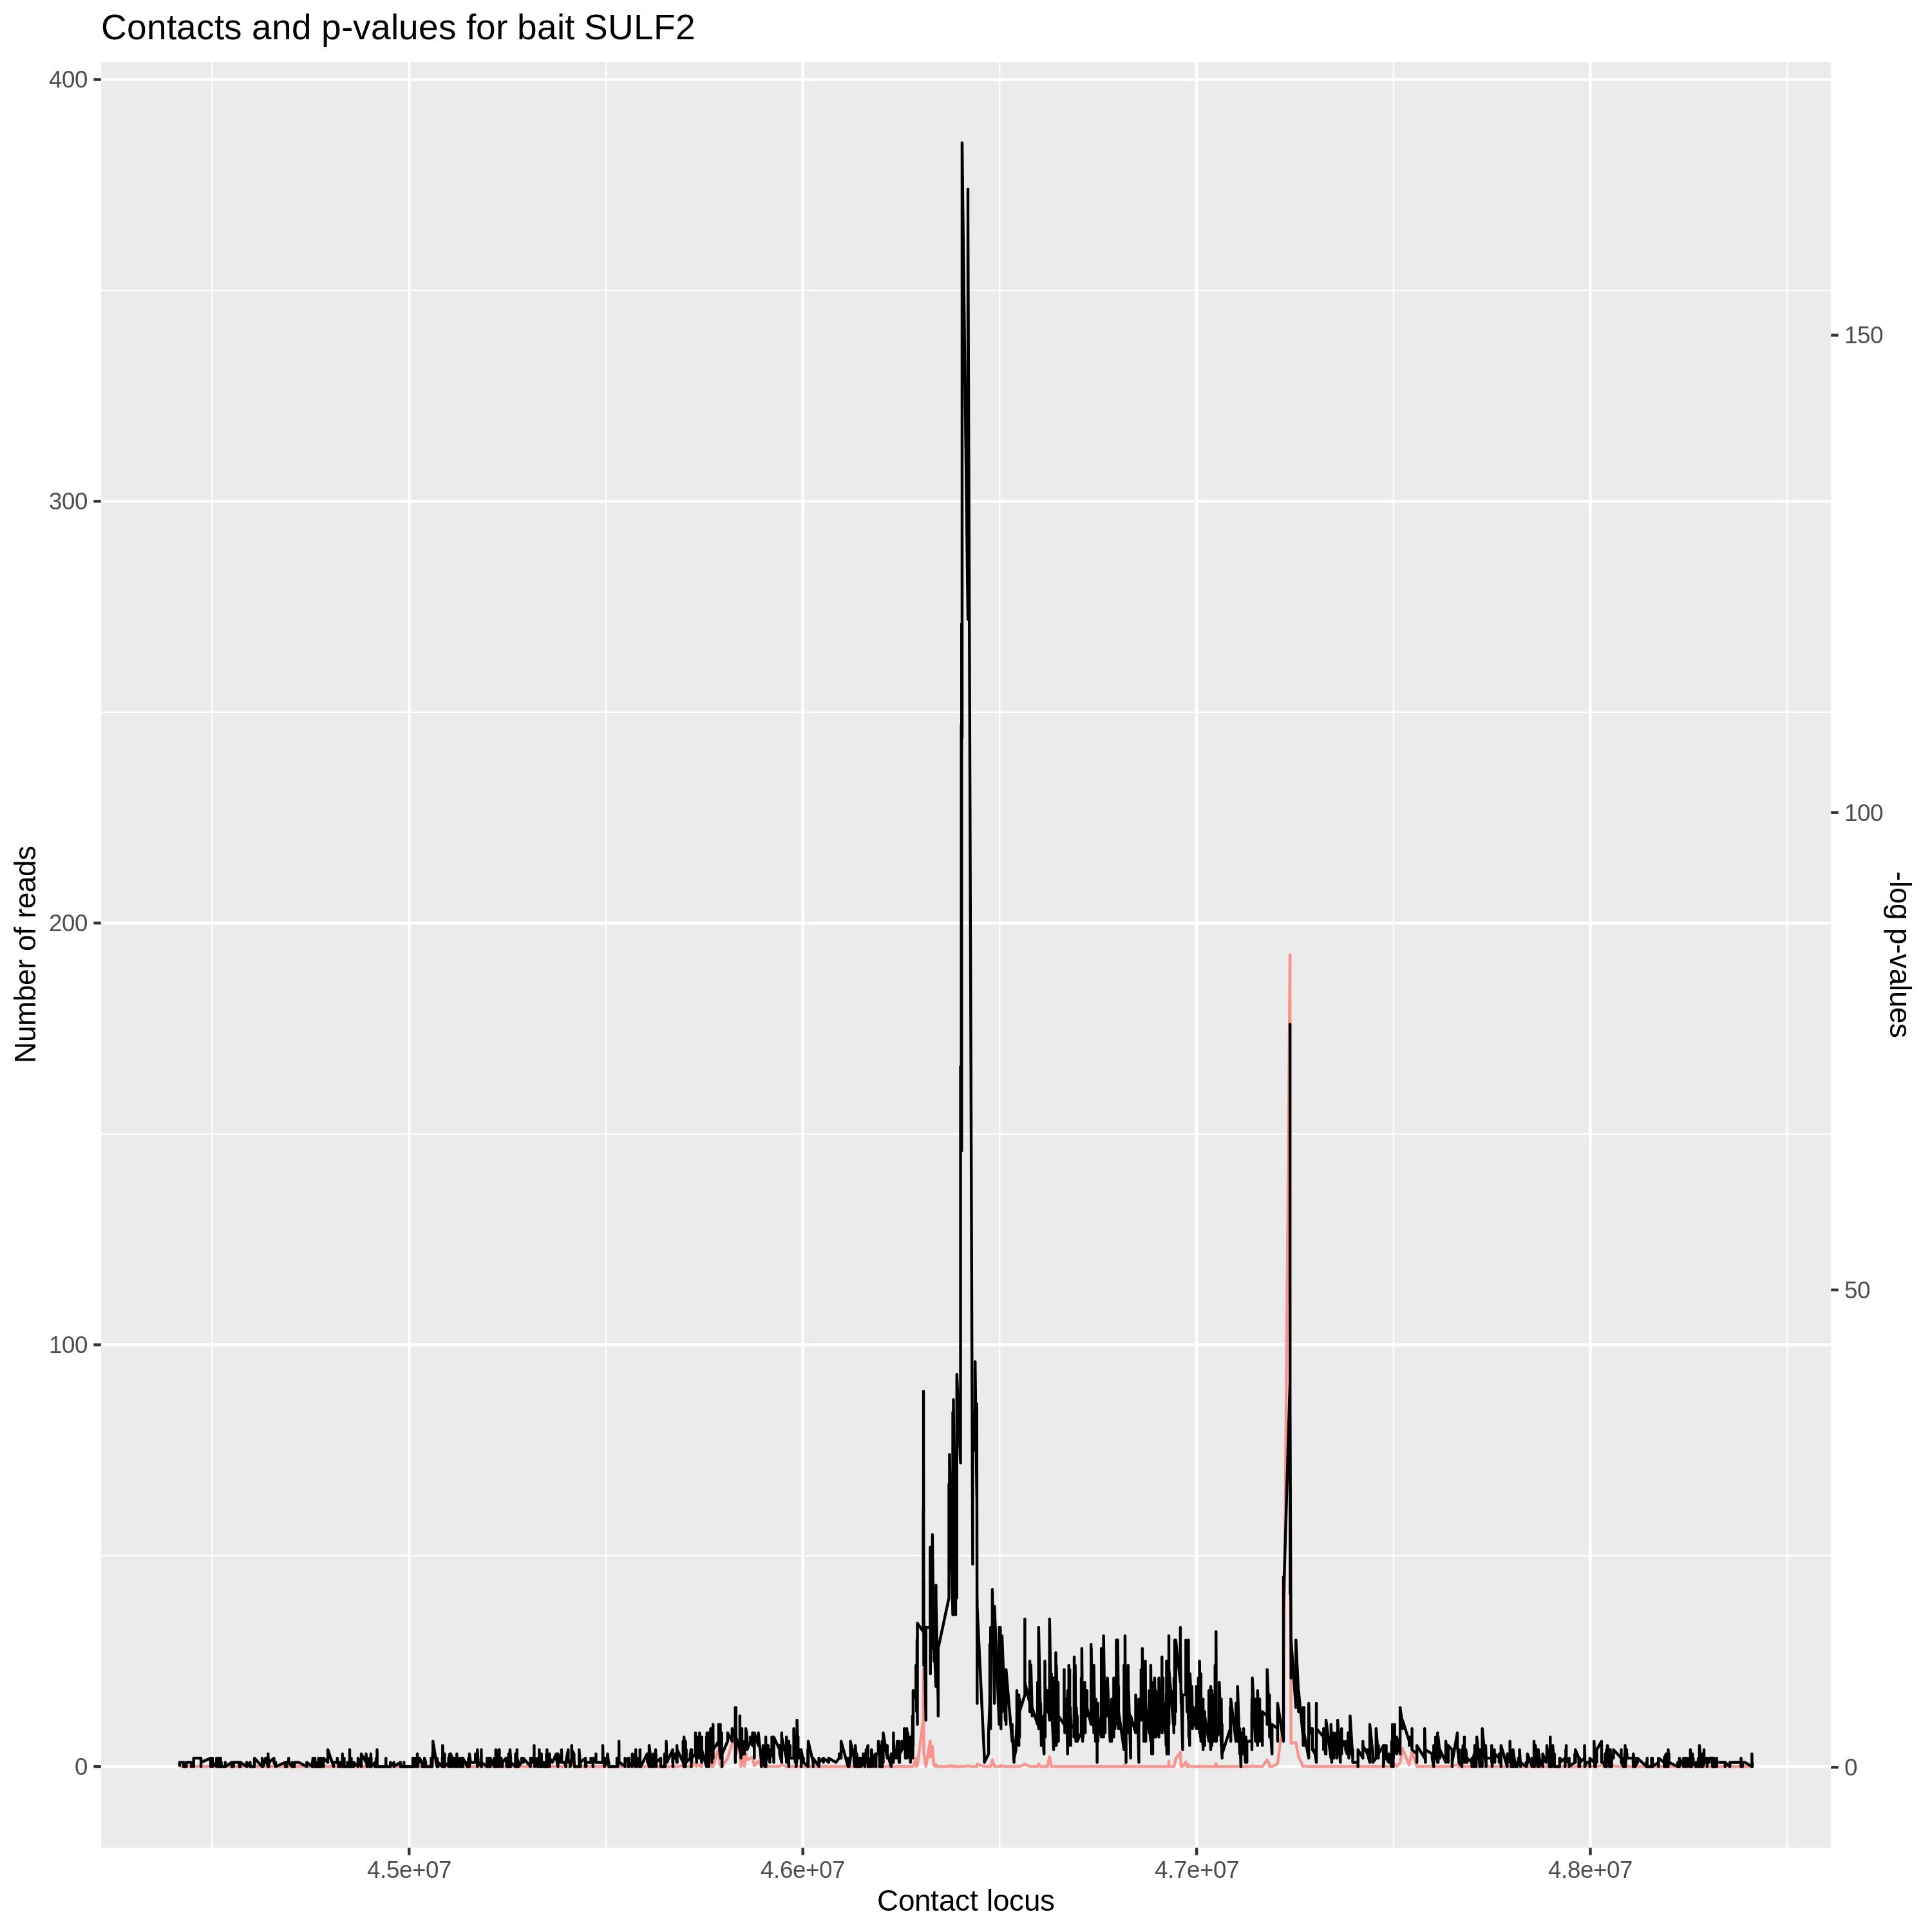 Contacts and p-values for bait SULF2
400
300
200
100
0
Number of reads
150
100
50
0
-log p-values
4.5e+07 4.6e+07 4.7e+07 4.8e+07
Contact locus